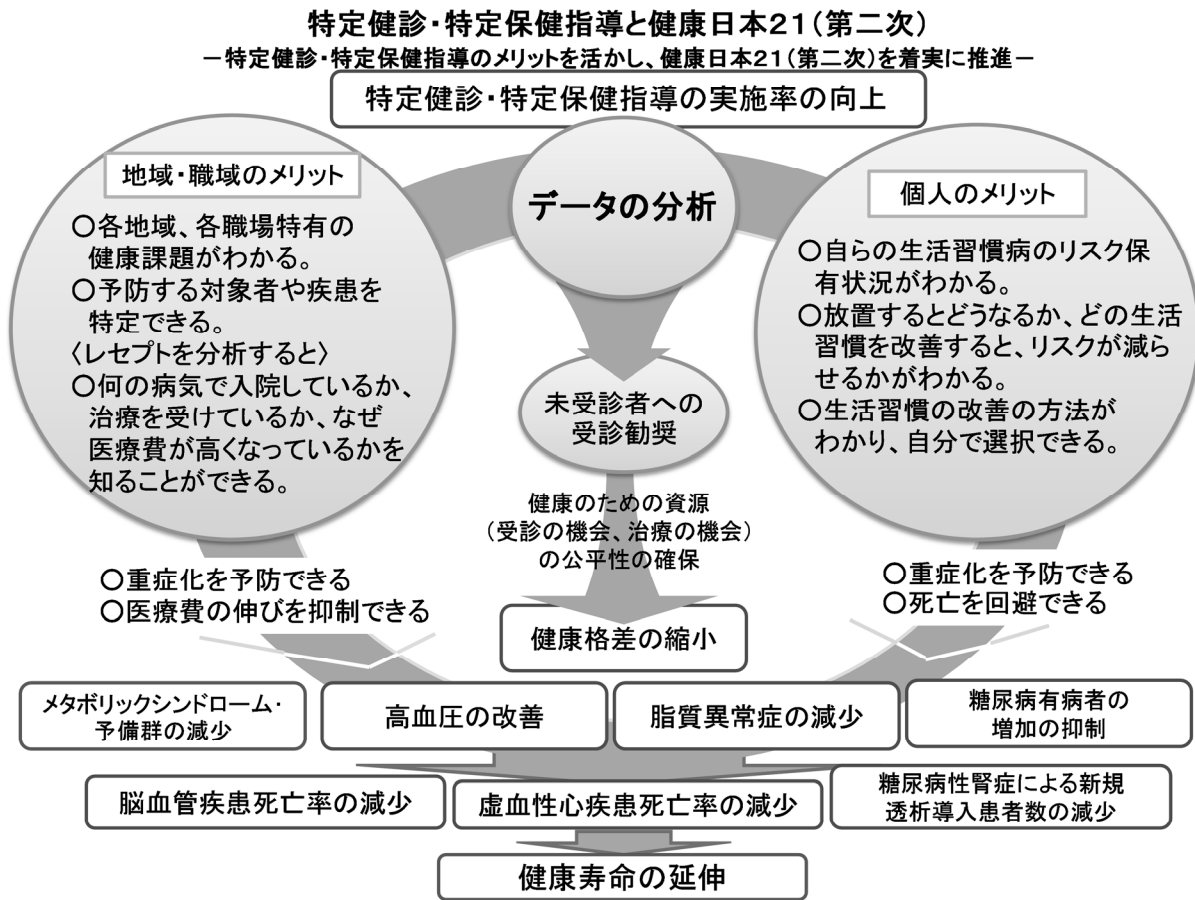 特定健診・特定保健指導と健康日本21（第二次）
－特定健診・特定保健指導のメリットを活かし、健康日本21（第二次）を着実に推進－
特定健診・特定保健指導の実施率の向上
地域・職域のメリット
○各地域、各職場特有の
健康課題がわかる。
○予防する対象者や疾患を
特定できる。
〈レセプトを分析すると〉
○何の病気で入院しているか、
治療を受けているか、なぜ
医療費が高くなっているかを
知ることができる。
○重症化を予防できる
○医療費の伸びを抑制できる
データの分析
未受診者への
受診勧奨
健康のための資源
（受診の機会、治療の機会）
の公平性の確保
健康格差の縮小
個人のメリット
○自らの生活習慣病のリスク保
有状況がわかる。
○放置するとどうなるか、どの生活
習慣を改善すると、リスクが減ら
せるかがわかる。
○生活習慣の改善の方法が
わかり、自分で選択できる。
○重症化を予防できる
○死亡を回避できる
メタボリックシンドローム・
予備群の減少
高血圧の改善
脂質異常症の減少
糖尿病有病者の
増加の抑制
脳血管疾患死亡率の減少
虚血性心疾患死亡率の減少
糖尿病性腎症による新規
透析導入患者数の減少
健康寿命の延伸